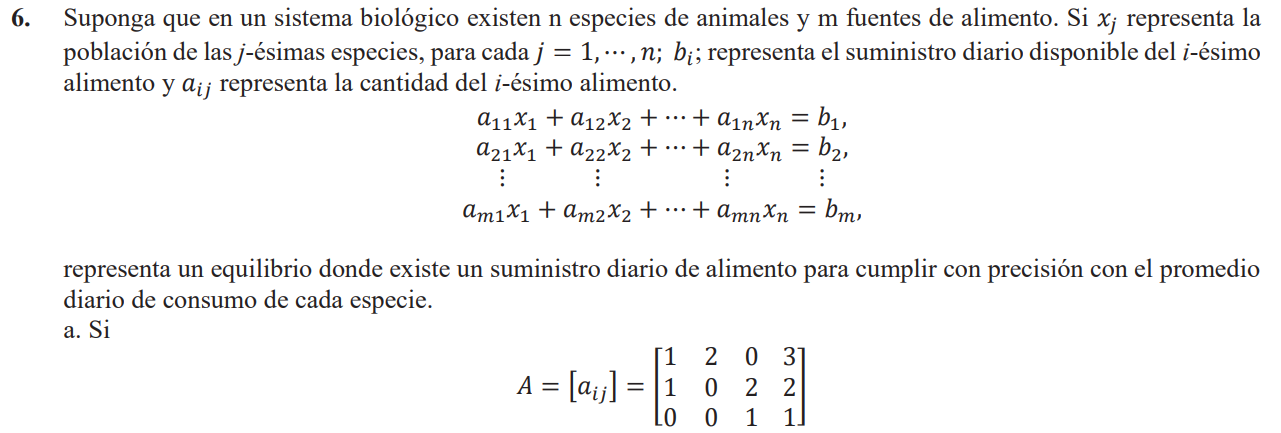 6. Suponga que en un sistema biológico existen n especies de animales y m fuentes de alimento. Si x_j representa la
población de las j-ésimas especies, para cada j = 1, ⋯ , n; b_i; representa el suministro diario disponible del i-ésimo
alimento y a_ij representa la cantidad del i-ésimo alimento.
a_11x_1 + a_12x_2 + ⋯ + a_1nx_n = b_1,
a_21x_1 + a_22x_2 + ⋯ + a_2nx_n = b_2,
⋮ ⋮ ⋮ ⋮
a_m1x_1 + a_m2x_2 + ⋯ + a_mnx_n = b_m,
representa un equilibrio donde existe un suministro diario de alimento para cumplir con precisión con el promedio
diario de consumo de cada especie.
a. Si
1 2 0 3
A = [a_ij] = 1 0 2 2
0 0 1 1